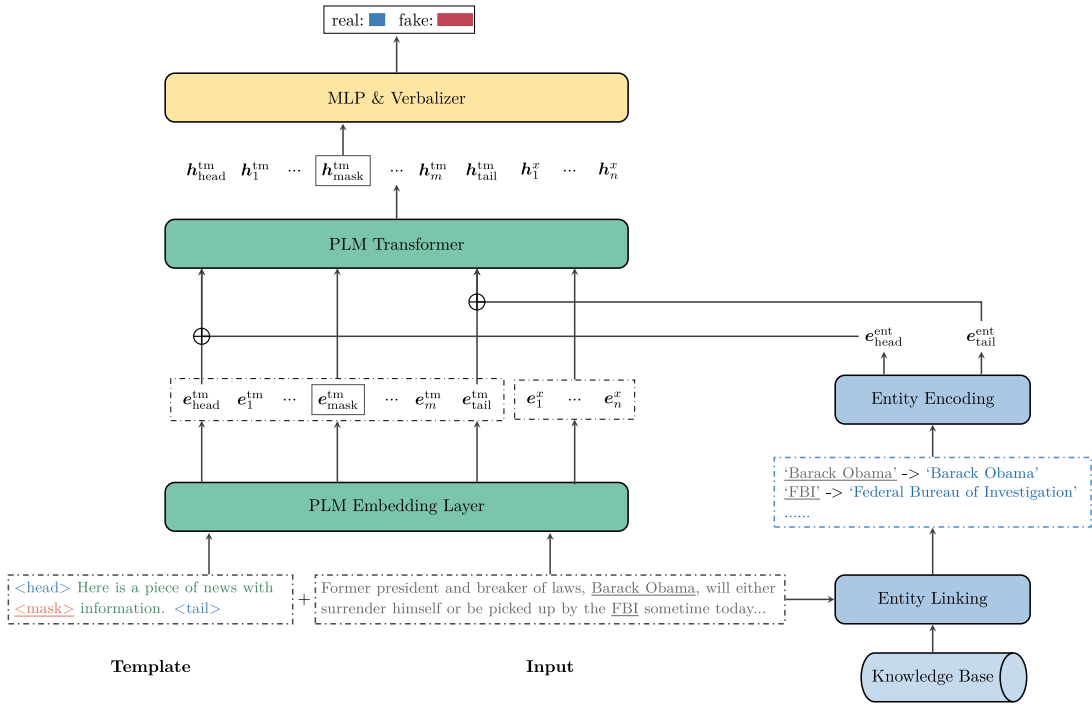 real: fake:
MLP & Verbalizer
h^tm_head h^tm_1 ... h^tm_mask ... h^tm_m h^tm_tail h^x_1 ... h^x_n
PLM Transformer
e^ent_head e^ent_tail
e^tm_head e^tm_1 ... e^tm_mask ... e^tm_m e^tm_tail e^x_1 ... e^x_n
Entity Encoding
‘Barack Obama’ -> ‘Barack Obama’
‘FBI’ -> ‘Federal Bureau of Investigation’
......
PLM Embedding Layer
<head> Here is a piece of news with
<mask> information. <tail>
+
Former president and breaker of laws, Barack Obama, will either
surrender himself or be picked up by the FBI sometime today...
Entity Linking
Template
Input
Knowledge Base